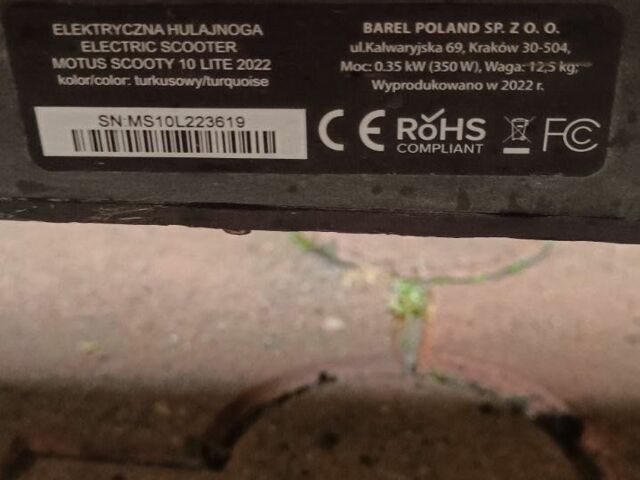 ELEKTRYCZNA HULAJNOGA
ELECTRIC SCOOTER
MOTUS SCOOTY 10 LITE 2022
kolor/color: turkusowy/turquoise
SN:MS10L223619
BAREL POLAND SP. Z O. O.
ul.Kalwaryjska 69, Kraków 30-504,
Moc: 0.35 kW (350 W), Waga: 12,5 kg;
Wyprodukowano w 2022 r.
CE RoHS FC
COMPLIANT